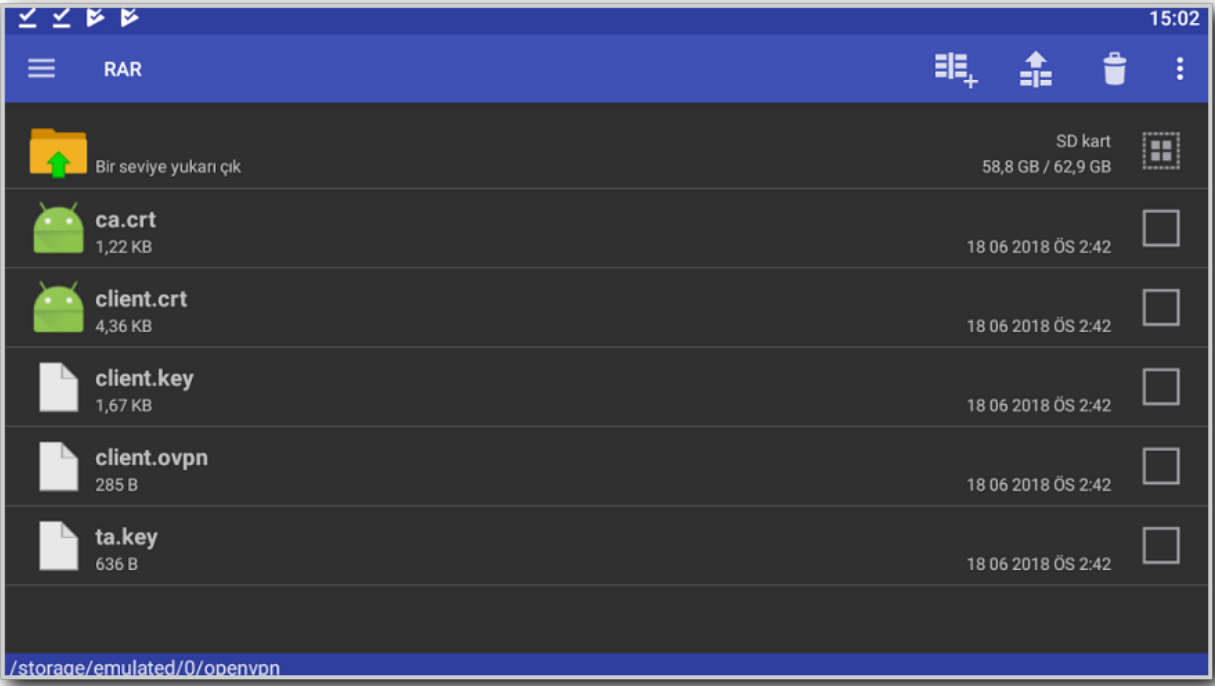 15:02
RAR
SD kart
Bir seviye yukarı çık
58,8 GB / 62,9 GB
ca.crt
1,22 KB
18 06 2018 ÖS 2:42
client.crt
4,36 KB
18 06 2018 ÖS 2:42
client.key
1,67 KB
18 06 2018 ÖS 2:42
client.ovpn
285 B
18 06 2018 ÖS 2:42
ta.key
636 B
18 06 2018 ÖS 2:42
/storage/emulated/0/openvpn